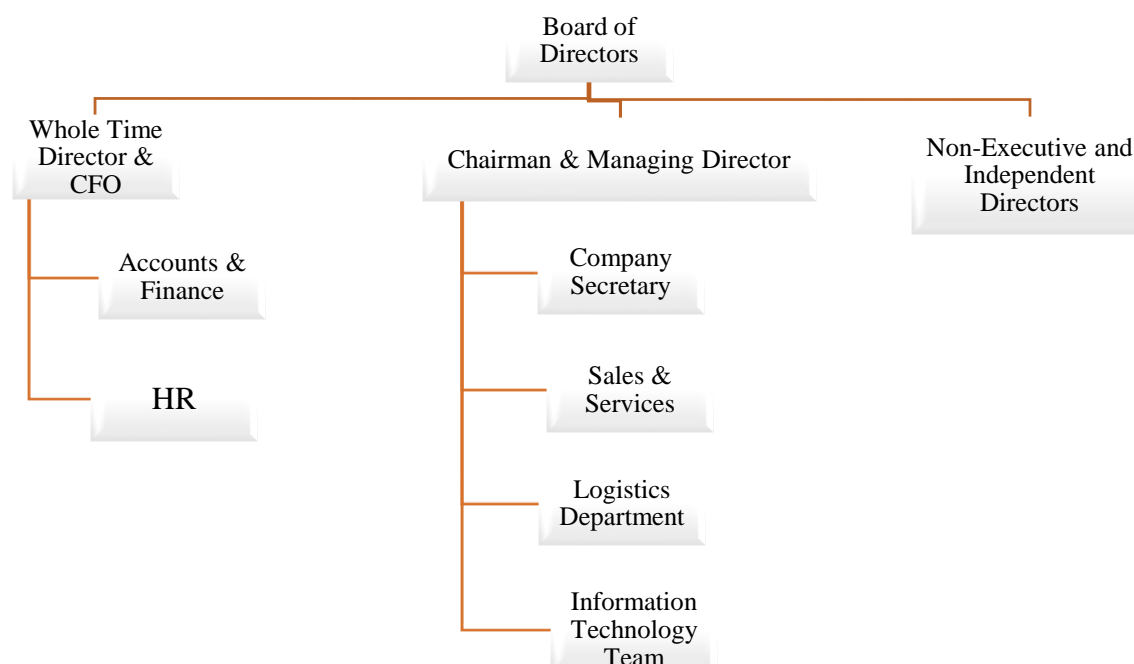 Board of
Directors
Whole Time
Director &
CFO
Chairman & Managing Director
Non-Executive and
Independent
Directors
Accounts &
Finance
HR
Company
Secretary
Sales &
Services
Logistics
Department
Information
Technology
Team